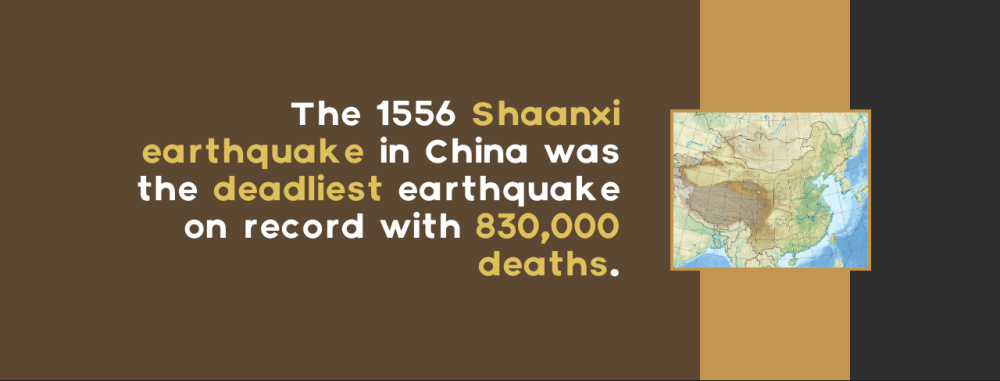 The 1556 Shaanxi
earthquake in China was
the deadliest earthquake
on record with 830,000
deaths.